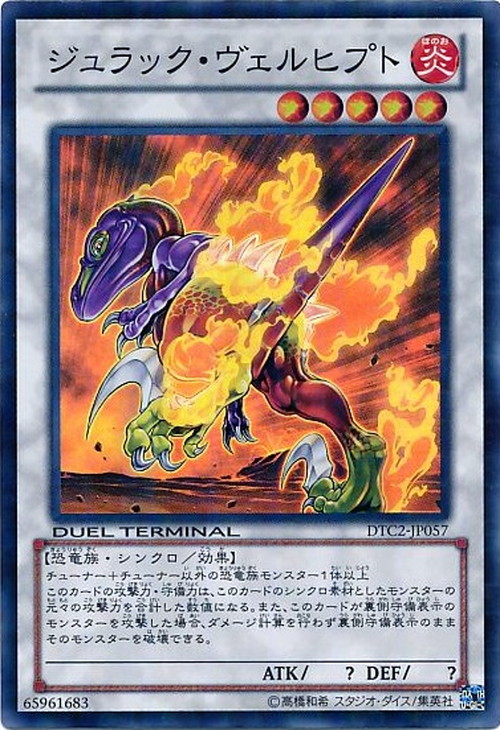 ジュラック・ヴェルヒプト
ほのお
炎
DUEL TERMINAL
DTC2-JP057
【恐竜族・シンクロ/効果】
チューナー+チューナー以外の恐竜族モンスター1体以上
このカードの攻撃力・守備力は、このカードのシンクロ素材としたモンスターの
元々の攻撃力を合計した数値になる。また、このカードが裏側守備表示の
モンスターを攻撃した場合、ダメージ計算を行わず裏側守備表示のまま
そのモンスターを破壊できる。
ATK/ ? DEF/ ?
65961683
©高橋和希 スタジオ・ダイス/集英社